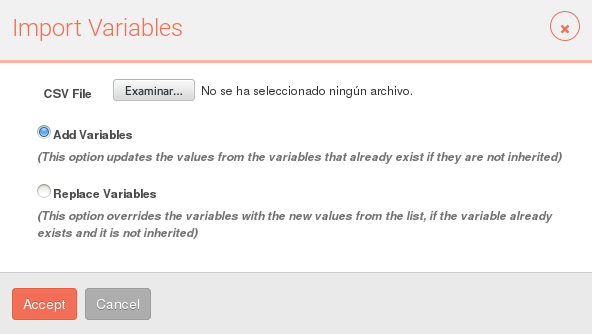 Import Variables
CSV File Examinar... No se ha seleccionado ningún archivo.
Add Variables
(This option updates the values from the variables that already exist if they are not inherited)
Replace Variables
(This option overrides the variables with the new values from the list, if the variable already
exists and it is not inherited)
Accept Cancel